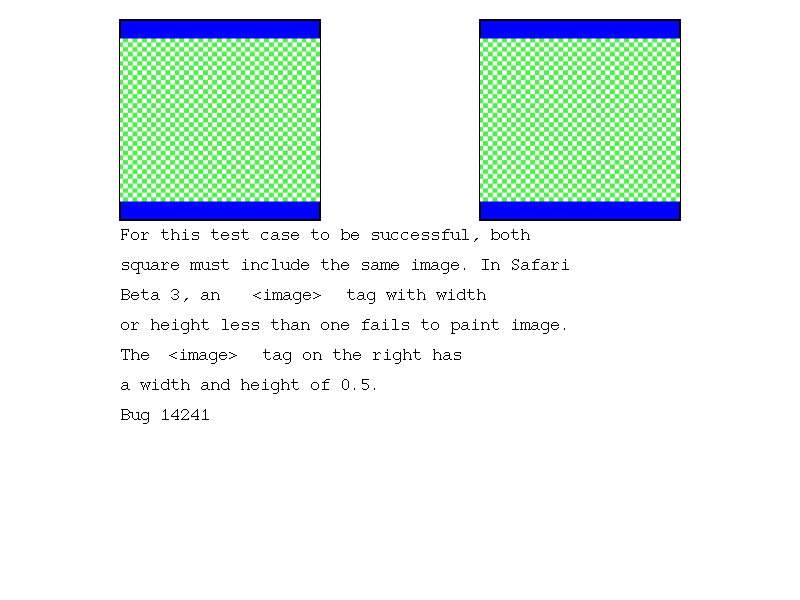 For this test case to be successful, both
square must include the same image. In Safari
Beta 3, an <image> tag with width
or height less than one fails to paint image.
The <image> tag on the right has
a width and height of 0.5.
Bug 14241